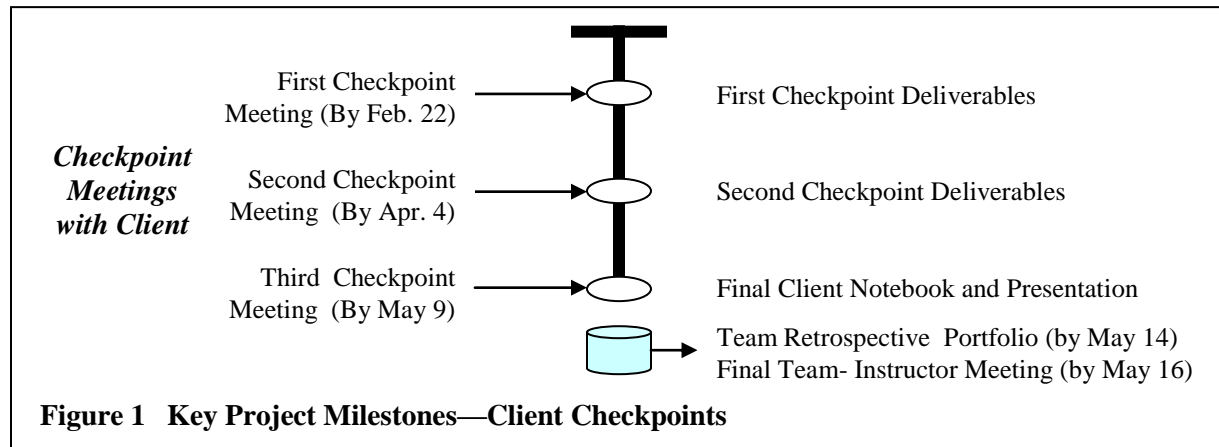 First Checkpoint
Meeting (By Feb. 22)
First Checkpoint Deliverables
Checkpoint
Meetings
with Client
Second Checkpoint
Meeting (By Apr. 4)
Second Checkpoint Deliverables
Third Checkpoint
Meeting (By May 9)
Final Client Notebook and Presentation
Team Retrospective Portfolio (by May 14)
Final Team- Instructor Meeting (by May 16)
Figure 1 Key Project Milestones—Client Checkpoints